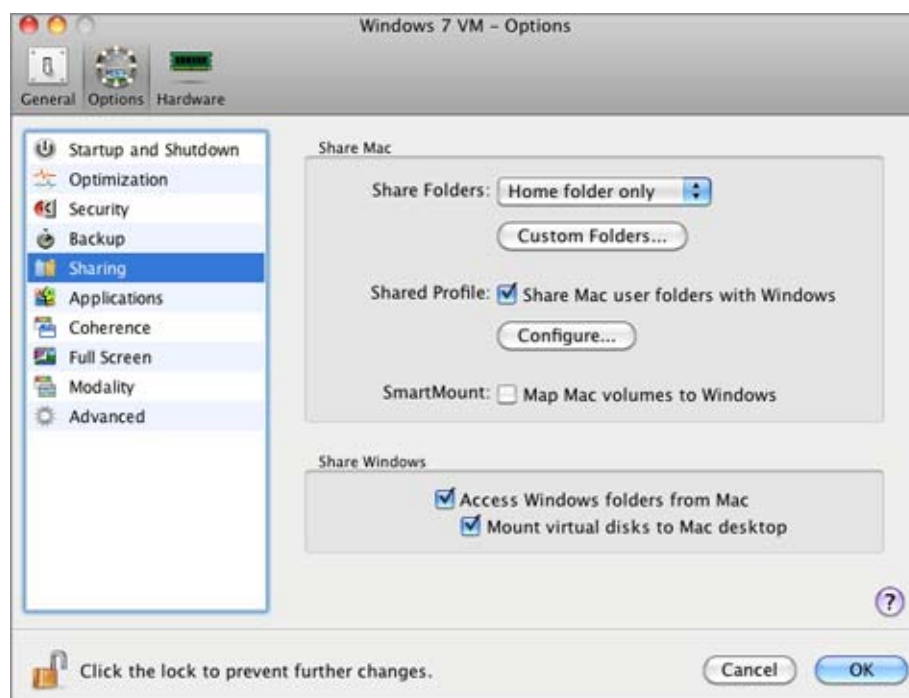 Windows 7 VM – Options
General Options Hardware
Startup and Shutdown
Optimization
Security
Backup
Sharing
Applications
Coherence
Full Screen
Modality
Advanced
Share Mac
Share Folders: Home folder only
Custom Folders...
Shared Profile: Share Mac user folders with Windows
Configure...
SmartMount: Map Mac volumes to Windows
Share Windows
Access Windows folders from Mac
Mount virtual disks to Mac desktop
?
Click the lock to prevent further changes.
Cancel OK